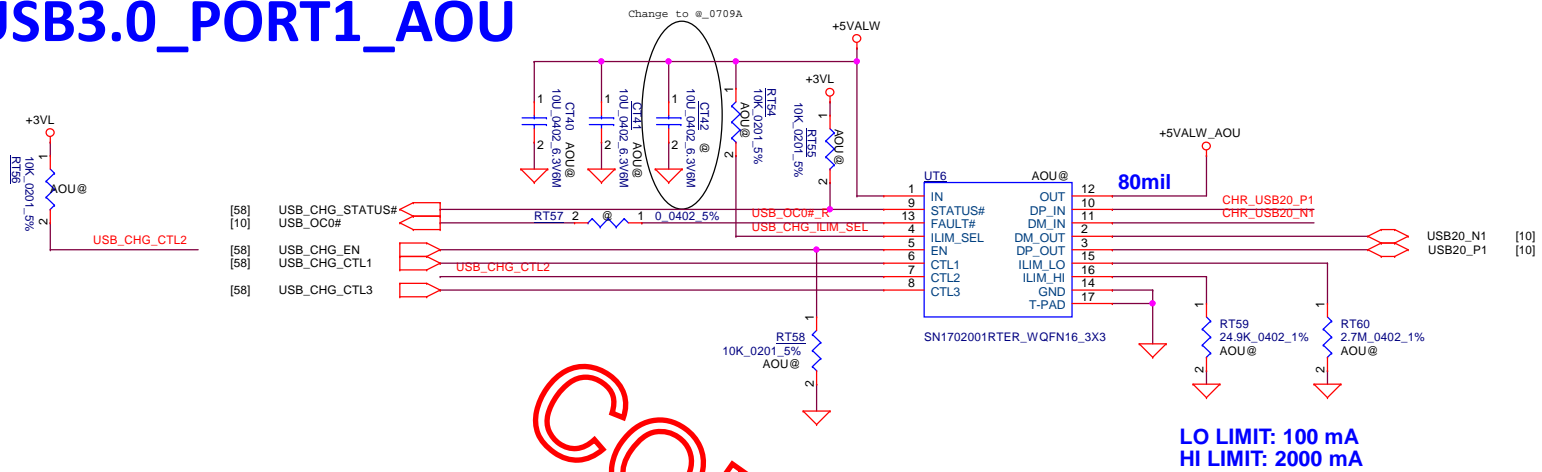 USB3.0_PORT1_AOU
Change to @_0709A
+5VALW
+3VL
+3VL
+5VALW_AOU
1
2
10K_0201_5%
RT56
AOU@
USB_CHG_CTL2
1
2
CT40 AOU@
10U_0402_6.3V6M
1
2
CT41 AOU@
10U_0402_6.3V6M
1
2
CT42 @
10U_0402_6.3V6M
1
2
RT54
10K_0201_5%
AOU@
1
2
RT55
10K_0201_5%
AOU@
[58] USB_CHG_STATUS#
[10] USB_OC0#
[58] USB_CHG_EN
[58] USB_CHG_CTL1
[58] USB_CHG_CTL3
RT57 2 @ 1 0_0402_5%
USB_OC0#_R
USB_CHG_ILIM_SEL
USB_CHG_CTL2
UT6 AOU@
1 IN
9 STATUS#
13 FAULT#
4 ILIM_SEL
5 EN
6 CTL1
7 CTL2
8 CTL3
OUT 12
DP_IN 10
DM_IN 11
DM_OUT 2
DP_OUT 3
ILIM_LO 15
ILIM_HI 16
GND 14
T-PAD 17
SN1702001RTER_WQFN16_3X3
80mil
CHR_USB20_P1
CHR_USB20_N1
USB20_N1 [10]
USB20_P1 [10]
1
2
RT58
10K_0201_5%
AOU@
1
2
RT59
24.9K_0402_1%
AOU@
1
2
RT60
2.7M_0402_1%
AOU@
LO LIMIT: 100 mA
HI LIMIT: 2000 mA